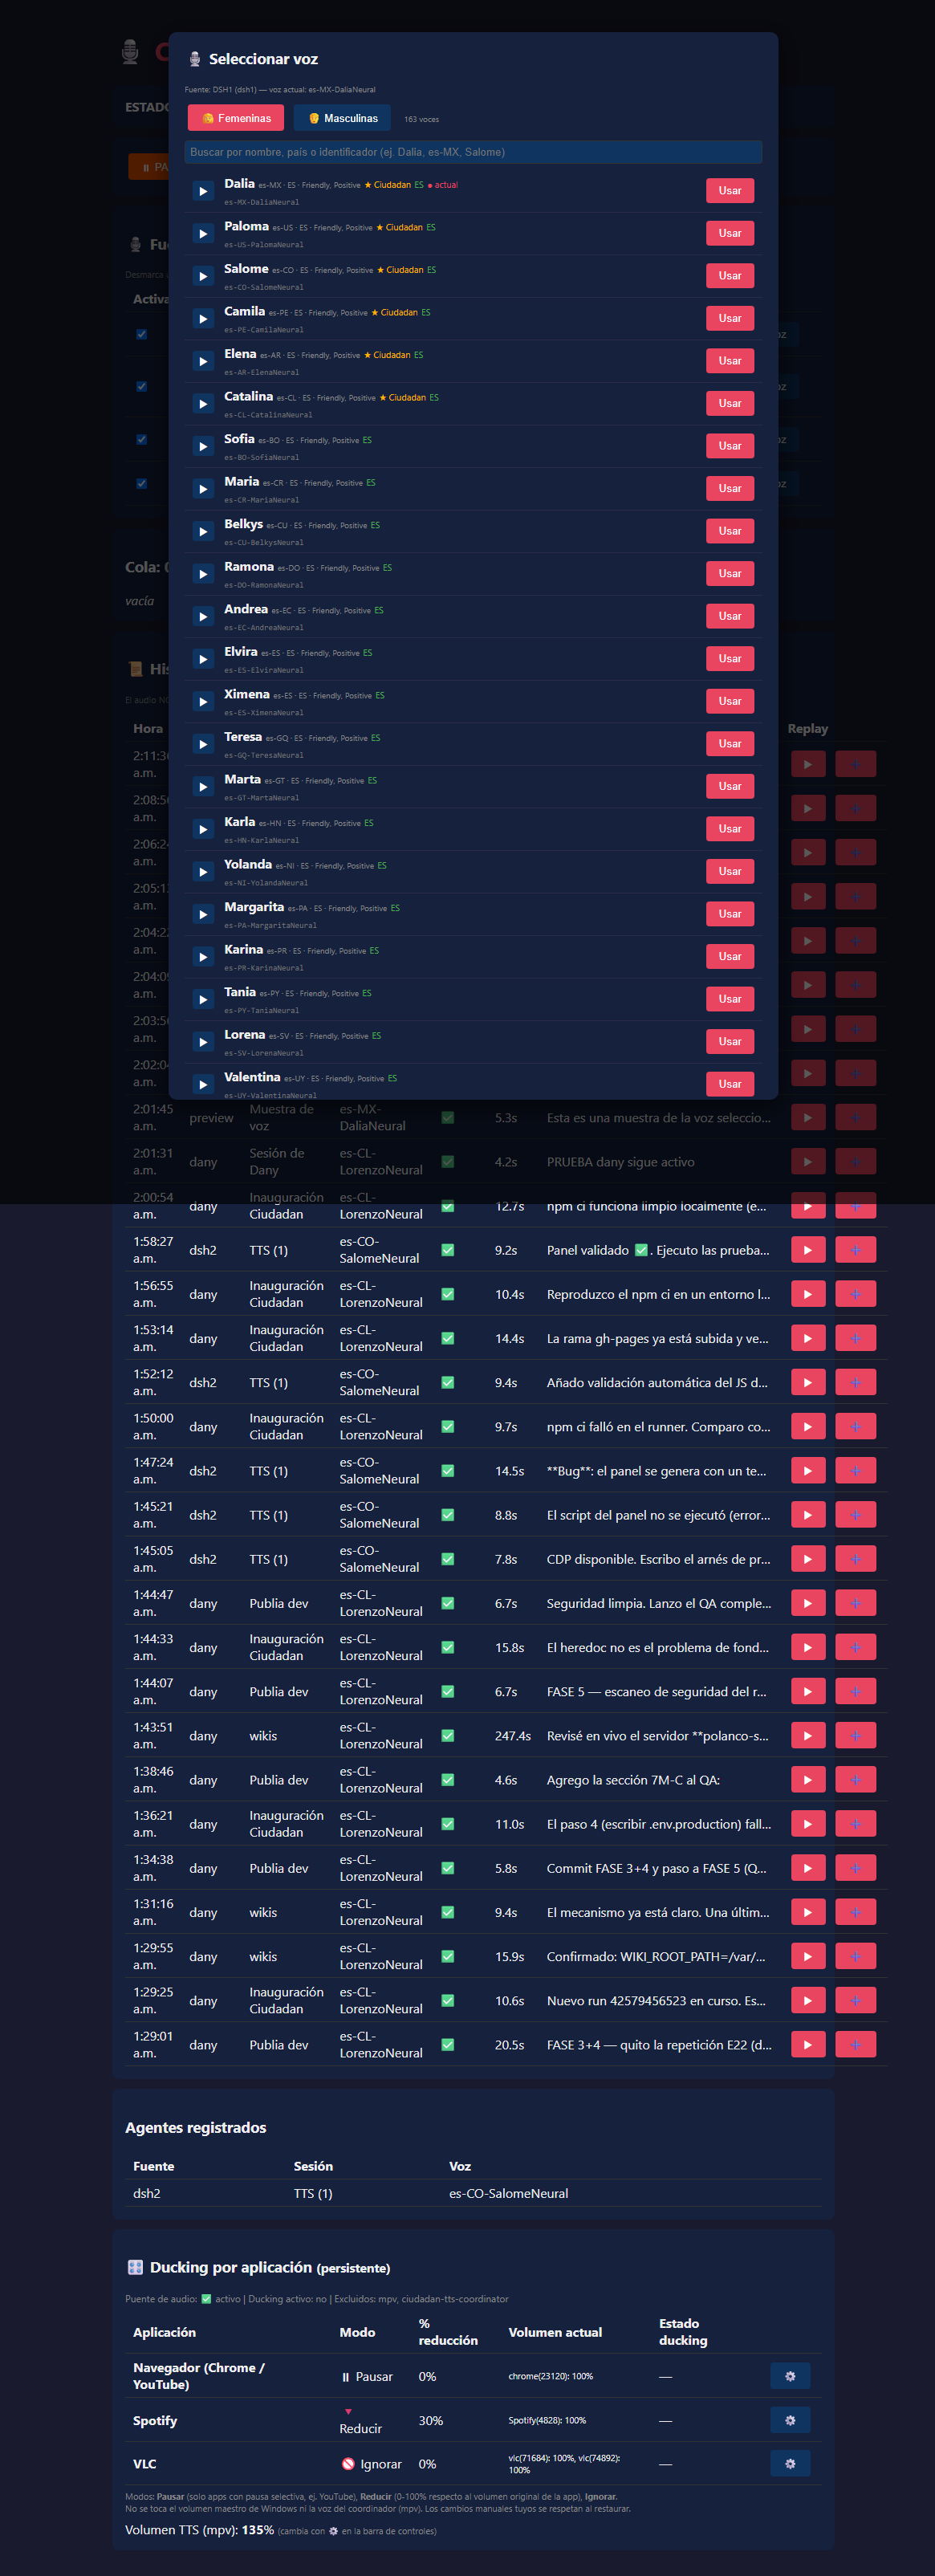 🎙️ Seleccionar voz
Fuente: DSH1 (dsh1) — voz actual: es-MX-DaliaNeural
Femeninas Masculinas 163 voces
Buscar por nombre, país o identificador (ej. Dalia, es-MX, Salome)
Dalia es-MX · ES · Friendly, Positive ★ Ciudadan ES ● actual Usar
es-MX-DaliaNeural
Paloma es-US · ES · Friendly, Positive ★ Ciudadan ES Usar
es-US-PalomaNeural
Salome es-CO · ES · Friendly, Positive ★ Ciudadan ES Usar
es-CO-SalomeNeural
Camila es-PE · ES · Friendly, Positive ★ Ciudadan ES Usar
es-PE-CamilaNeural
Elena es-AR · ES · Friendly, Positive ★ Ciudadan ES Usar
es-AR-ElenaNeural
Catalina es-CL · ES · Friendly, Positive ★ Ciudadan ES Usar
es-CL-CatalinaNeural
Sofia es-BO · ES · Friendly, Positive ES Usar
es-BO-SofiaNeural
Maria es-CR · ES · Friendly, Positive ES Usar
es-CR-MariaNeural
Belkys es-CU · ES · Friendly, Positive ES Usar
es-CU-BelkysNeural
Ramona es-DO · ES · Friendly, Positive ES Usar
es-DO-RamonaNeural
Andrea es-EC · ES · Friendly, Positive ES Usar
es-EC-AndreaNeural
Elvira es-ES · ES · Friendly, Positive ES Usar
es-ES-ElviraNeural
Ximena es-ES · ES · Friendly, Positive ES Usar
es-ES-XimenaNeural
Teresa es-GQ · ES · Friendly, Positive ES Usar
es-GQ-TeresaNeural
Marta es-GT · ES · Friendly, Positive ES Usar
es-GT-MartaNeural
Karla es-HN · ES · Friendly, Positive ES Usar
es-HN-KarlaNeural
Yolanda es-NI · ES · Friendly, Positive ES Usar
es-NI-YolandaNeural
Margarita es-PA · ES · Friendly, Positive ES Usar
es-PA-MargaritaNeural
Karina es-PR · ES · Friendly, Positive ES Usar
es-PR-KarinaNeural
Tania es-PY · ES · Friendly, Positive ES Usar
es-PY-TaniaNeural
Lorena es-SV · ES · Friendly, Positive ES Usar
es-SV-LorenaNeural
Valentina es-UY · ES · Friendly, Positive ES Usar
es-UY-ValentinaNeural
ESTADO
Desmarca
Activa
Cola:
vacía
El audio
Hora Replay
a.m.
a.m.
a.m.
a.m.
a.m.
a.m.
a.m.
a.m.
2:01:45 a.m. preview Muestra de voz es-MX-DaliaNeural ✅ 5.3s Esta es una muestra de la voz seleccio...
2:01:31 a.m. dany Sesión de Dany es-CL-LorenzoNeural ✅ 4.2s PRUEBA dany sigue activo
2:00:54 a.m. dany Inauguración Ciudadan es-CL-LorenzoNeural ✅ 12.7s npm ci funciona limpio localmente (e...
1:58:27 a.m. dsh2 TTS (1) es-CO-SalomeNeural ✅ 9.2s Panel validado ✅. Ejecuto las prueba...
1:56:55 a.m. dany Inauguración Ciudadan es-CL-LorenzoNeural ✅ 10.4s Reproduzco el npm ci en un entorno l...
1:53:14 a.m. dany Inauguración Ciudadan es-CL-LorenzoNeural ✅ 14.4s La rama gh-pages ya está subida y ve...
1:52:12 a.m. dsh2 TTS (1) es-CO-SalomeNeural ✅ 9.4s Añado validación automática del JS d...
1:50:00 a.m. dany Inauguración Ciudadan es-CL-LorenzoNeural ✅ 9.7s npm ci falló en el runner. Comparo co...
1:47:24 a.m. dsh2 TTS (1) es-CO-SalomeNeural ✅ 14.5s **Bug**: el panel se genera con un te...
1:45:21 a.m. dsh2 TTS (1) es-CO-SalomeNeural ✅ 8.8s El script del panel no se ejecutó (error...
1:45:05 a.m. dsh2 TTS (1) es-CO-SalomeNeural ✅ 7.8s CDP disponible. Escribo el arnés de pr...
1:44:47 a.m. dany Publia dev es-CL-LorenzoNeural ✅ 6.7s Seguridad limpia. Lanzo el QA comple...
1:44:33 a.m. dany Inauguración Ciudadan es-CL-LorenzoNeural ✅ 15.8s El heredoc no es el problema de fond...
1:44:07 a.m. dany Publia dev es-CL-LorenzoNeural ✅ 6.7s FASE 5 — escaneo de seguridad del r...
1:43:51 a.m. dany wikis es-CL-LorenzoNeural ✅ 247.4s Revisé en vivo el servidor **polanco-s...
1:38:46 a.m. dany Publia dev es-CL-LorenzoNeural ✅ 4.6s Agrego la sección 7M-C al QA:
1:36:21 a.m. dany Inauguración Ciudadan es-CL-LorenzoNeural ✅ 11.0s El paso 4 (escribir .env.production) fall...
1:34:38 a.m. dany Publia dev es-CL-LorenzoNeural ✅ 5.8s Commit FASE 3+4 y paso a FASE 5 (Q...
1:31:16 a.m. dany wikis es-CL-LorenzoNeural ✅ 9.4s El mecanismo ya está claro. Una últim...
1:29:55 a.m. dany wikis es-CL-LorenzoNeural ✅ 15.9s Confirmado: WIKI_ROOT_PATH=/var/...
1:29:25 a.m. dany Inauguración Ciudadan es-CL-LorenzoNeural ✅ 10.6s Nuevo run 42579456523 en curso. Es...
1:29:01 a.m. dany Publia dev es-CL-LorenzoNeural ✅ 20.5s FASE 3+4 — quito la repetición E22 (d...
Agentes registrados
Fuente Sesión Voz
dsh2 TTS (1) es-CO-SalomeNeural
🎛️ Ducking por aplicación (persistente)
Puente de audio: ✅ activo | Ducking activo: no | Excluidos: mpv, ciudadan-tts-coordinator
Aplicación Modo % reducción Volumen actual Estado ducking
Navegador (Chrome / YouTube) ⏸ Pausar 0% chrome(23120): 100% —
Spotify 🔻 Reducir 30% Spotify(4828): 100% —
VLC 🚫 Ignorar 0% vlc(71684): 100%, vlc(74892): 100% —
Modos: Pausar (solo apps con pausa selectiva, ej. YouTube), Reducir (0-100% respecto al volumen original de la app), Ignorar.
No se toca el volumen maestro de Windows ni la voz del coordinador (mpv). Los cambios manuales tuyos se respetan al restaurar.
Volumen TTS (mpv): 135% (cambia con ⚙️ en la barra de controles)